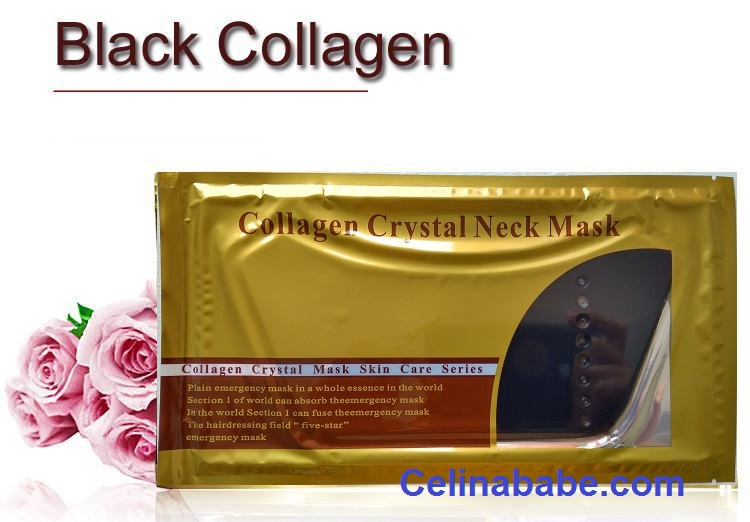 Black Collagen
Collagen Crystal Neck Mask
Collagen Crystal Mask Skin Care Series
Plain emergency mask in a whole essence in the world
Section 1 of world can absorb theemergency mask
In the world Section 1 can fuse theemergency mask
The hairdressing field " five-star"
emergency mask
Celinababe.com